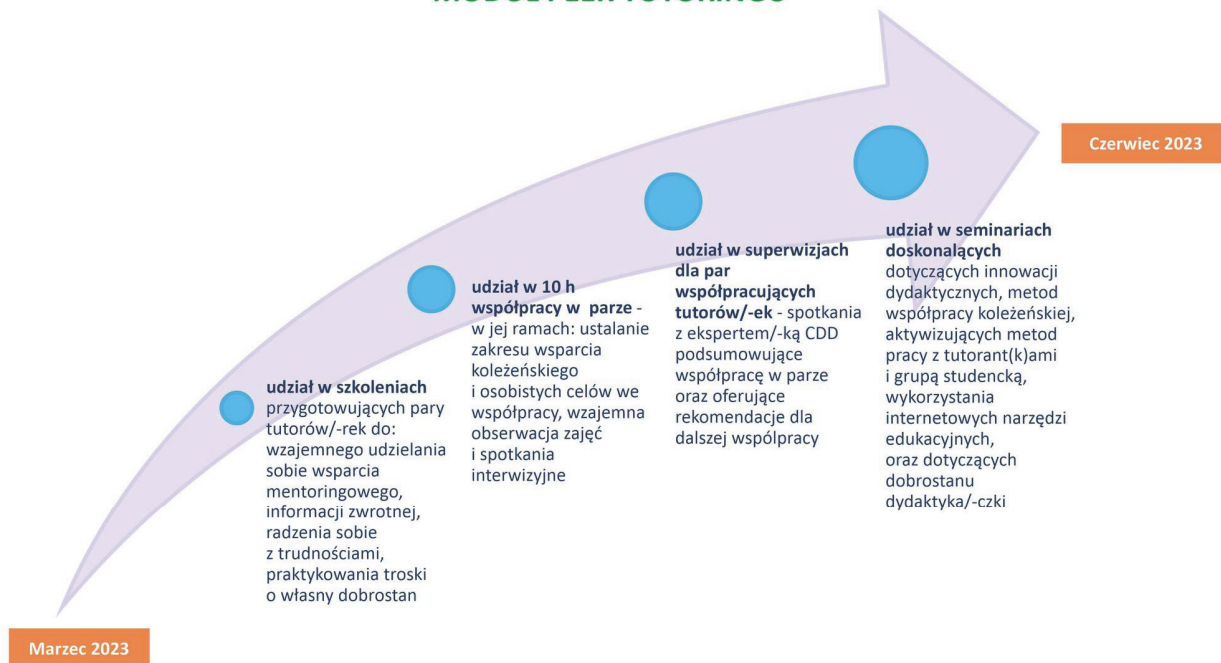 Czerwiec 2023
udział w seminariach
doskonalących
dotyczących innowacji
dydaktycznych, metod
współpracy koleżeńskiej,
aktywizujących metod
pracy z tutorant(k)ami
i grupą studencką,
wykorzystania
internetowych narzędzi
edukacyjnych,
oraz dotyczących
dobrostanu
dydaktyka/-czki
udział w superwizjach
dla par
współpracujących
tutorów/-ek - spotkania
z ekspertem/-ką CDD
podsumowujące
współpracę w parze
oraz oferujące
rekomendacje dla
dalszej wspólpracy
udział w 10 h
współpracy w parze -
w jej ramach: ustalanie
zakresu wsparcia
koleżeńskiego
i osobistych celów we
współpracy, wzajemna
obserwacja zajęć
i spotkania
interwizyjne
udział w szkoleniach
przygotowujących pary
tutorów/-rek do:
wzajemnego udzielania
sobie wsparcia
mentoringowego,
informacji zwrotnej,
radzenia sobie
z trudnościami,
praktykowania troski
o własny dobrostan
Marzec 2023